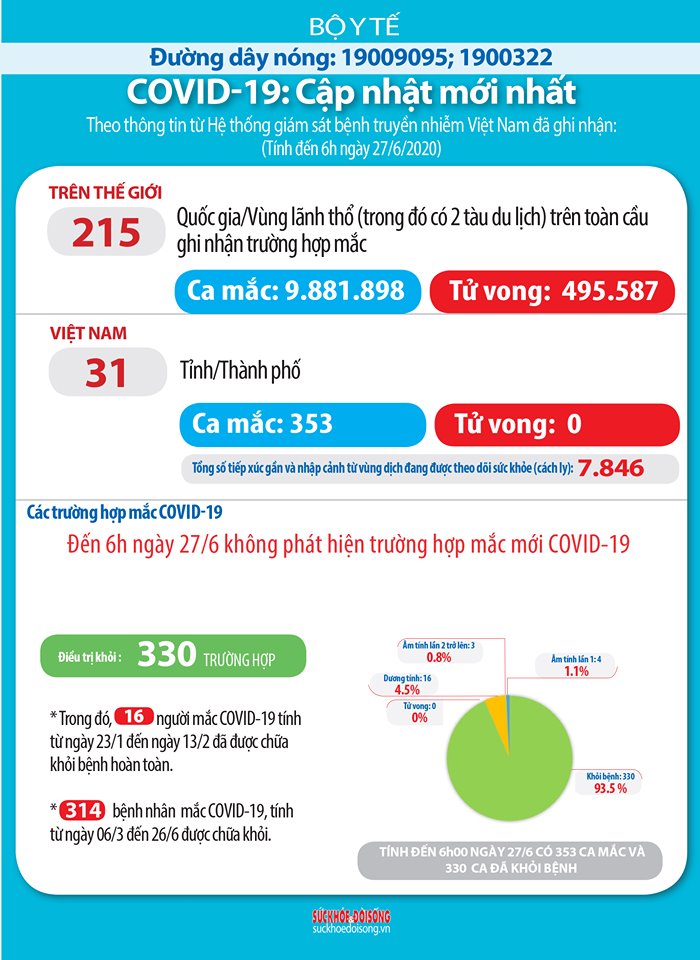 BỘ Y TẾ
Đường dây nóng: 19009095; 1900322
COVID-19: Cập nhật mới nhất
Theo thông tin từ Hệ thống giám sát bệnh truyền nhiễm Việt Nam đã ghi nhận:
(Tính đến 6h ngày 27/6/2020)
TRÊN THẾ GIỚI
215
Quốc gia/Vùng lãnh thổ (trong đó có 2 tàu du lịch) trên toàn cầu
ghi nhận trường hợp mắc
Ca mắc: 9.881.898
Tử vong: 495.587
VIỆT NAM
31
Tỉnh/Thành phố
Ca mắc: 353
Tử vong: 0
Tổng số tiếp xúc gần và nhập cảnh từ vùng dịch đang được theo dõi sức khỏe (cách ly): 7.846
Các trường hợp mắc COVID-19
Đến 6h ngày 27/6 không phát hiện trường hợp mắc mới COVID-19
Điều trị khỏi : 330 TRƯỜNG HỢP
* Trong đó, 16 người mắc COVID-19 tính
từ ngày 23/1 đến ngày 13/2 đã được chữa
khỏi bệnh hoàn toàn.
* 314 bệnh nhân mắc COVID-19, tính
từ ngày 06/3 đến 26/6 được chữa khỏi.
Âm tính lần 2 trở lên: 3
0.8%
Âm tính lần 1: 4
1.1%
Dương tính: 16
4.5%
Tử vong: 0
0%
Khỏi bệnh: 330
93.5 %
TÍNH ĐẾN 6h00 NGÀY 27/6 CÓ 353 CA MẮC VÀ
330 CA ĐÃ KHỎI BỆNH
SỨC KHỎE & ĐỜI SỐNG
suckhoedoisong.vn